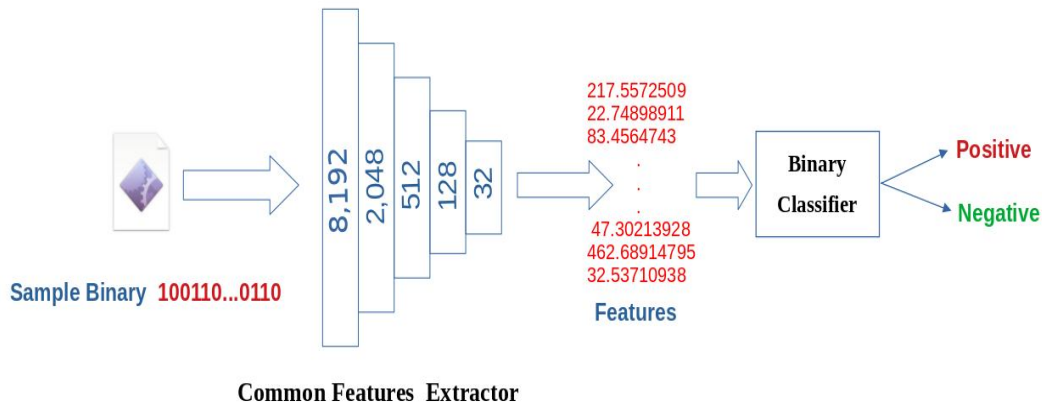 Sample Binary 100110...0110
8,192
2,048
512
128
32
Common Features Extractor
217.5572509
22.74898911
83.4564743
.
.
.
47.30213928
462.68914795
32.53710938
Features
Binary
Classifier
Positive
Negative